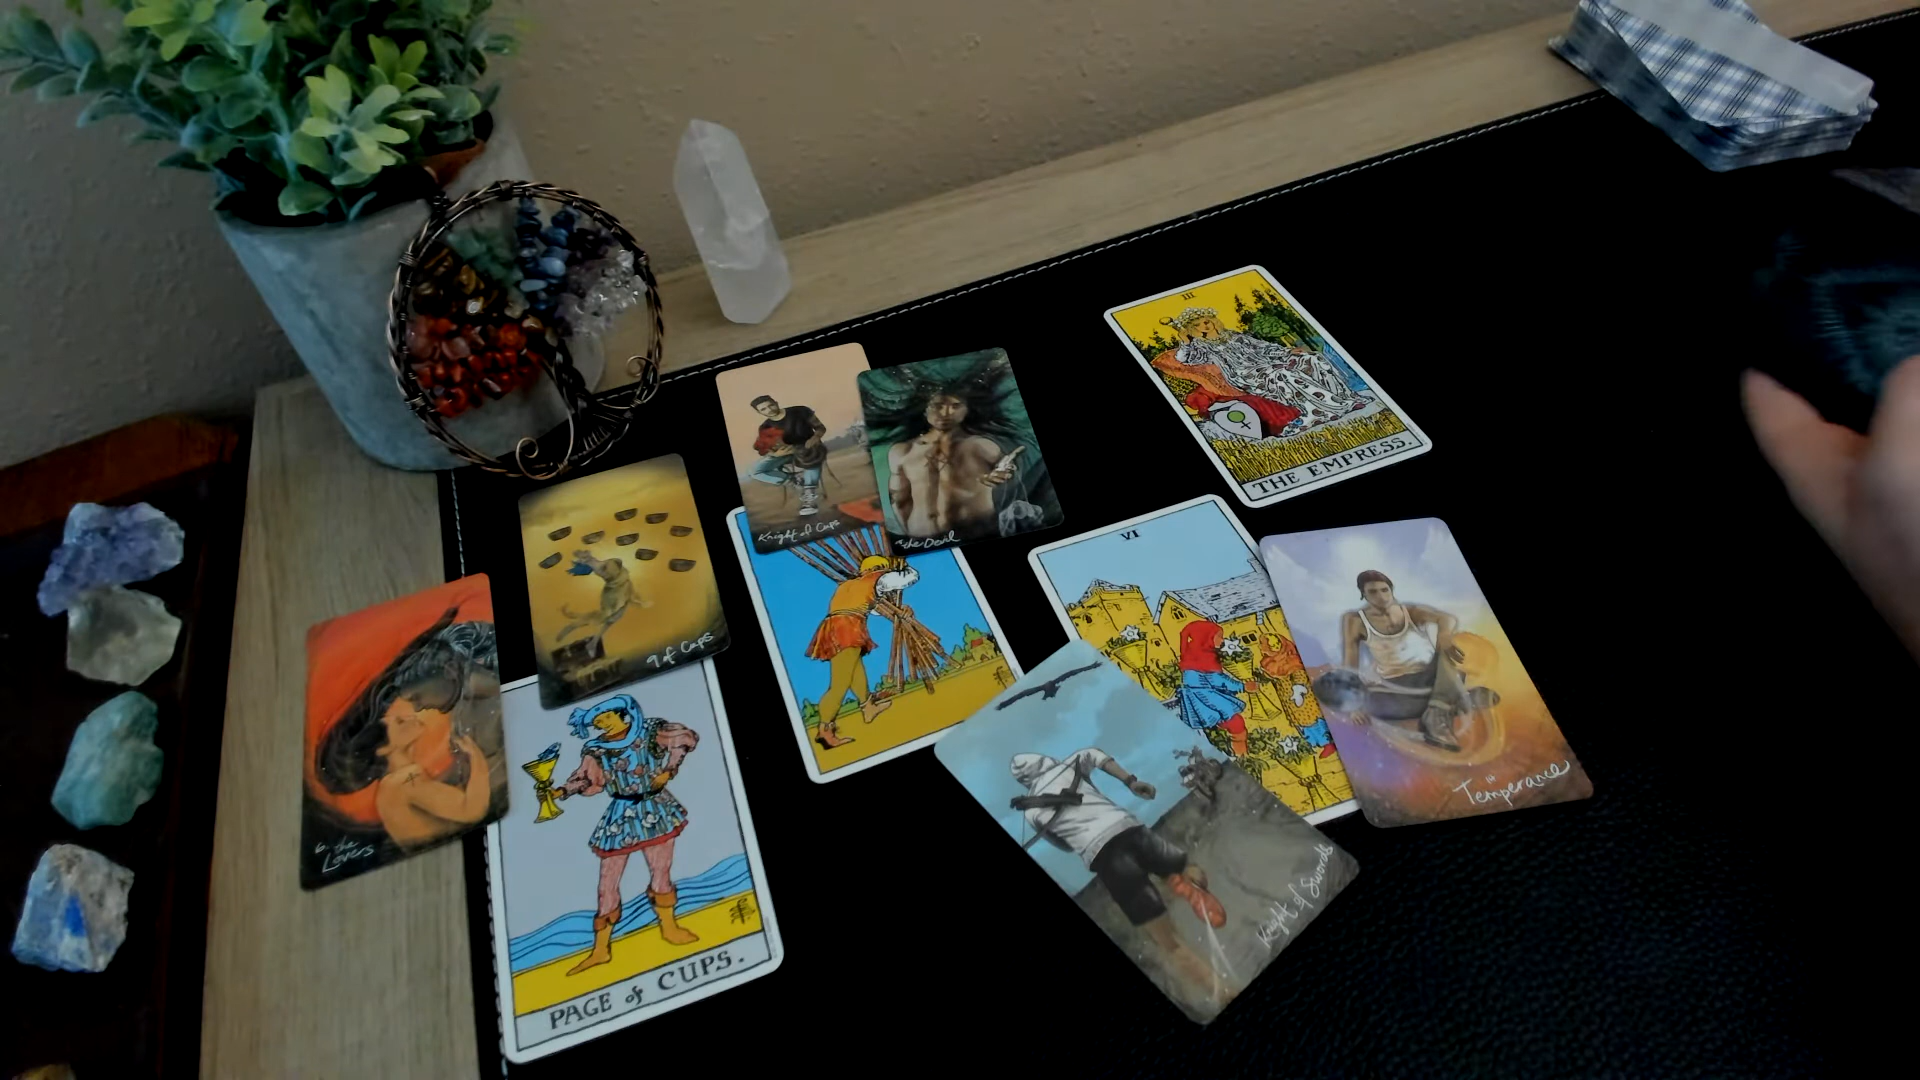 III
THE EMPRESS.
Knight of Cups
the Devil
VI
9 of Cups
14
Temperance
6. the
Lovers
Knight of Swords
PAGE of CUPS.